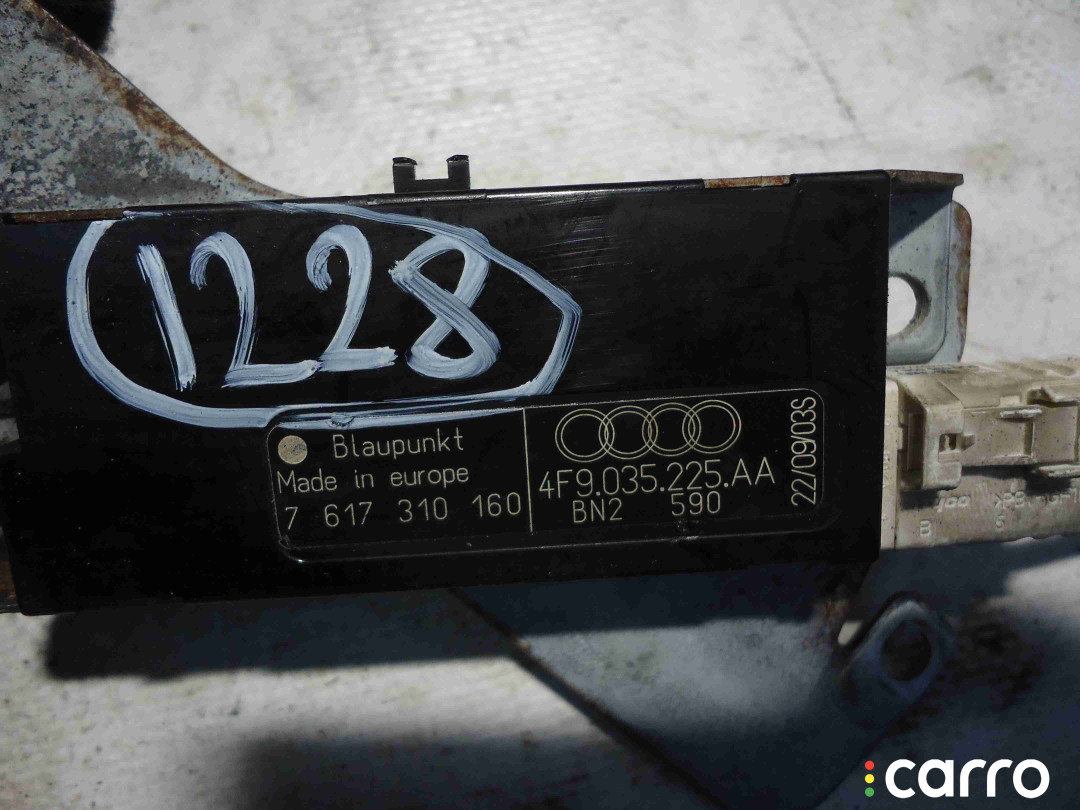 1228
Blaupunkt
Made in europe
7 617 310 160
4F9.035.225.AA
BN2 590
22/09/03S
B
carro